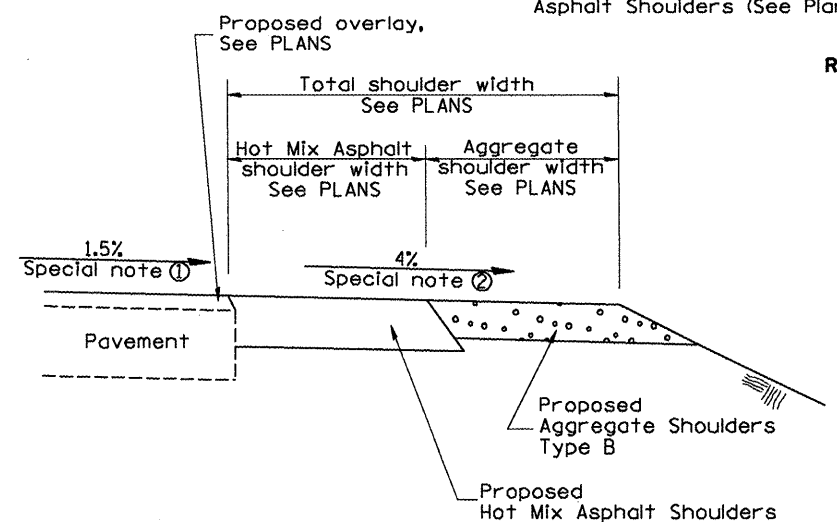 Asphalt Shoulders (See Plan
R
Proposed overlay,
See PLANS
Total shoulder width
See PLANS
Hot Mix Asphalt
shoulder width
See PLANS
Aggregate
shoulder width
See PLANS
1.5%
Special note ①
4%
Special note ②
Pavement
Proposed
Aggregate Shoulders
Type B
Proposed
Hot Mix Asphalt Shoulders